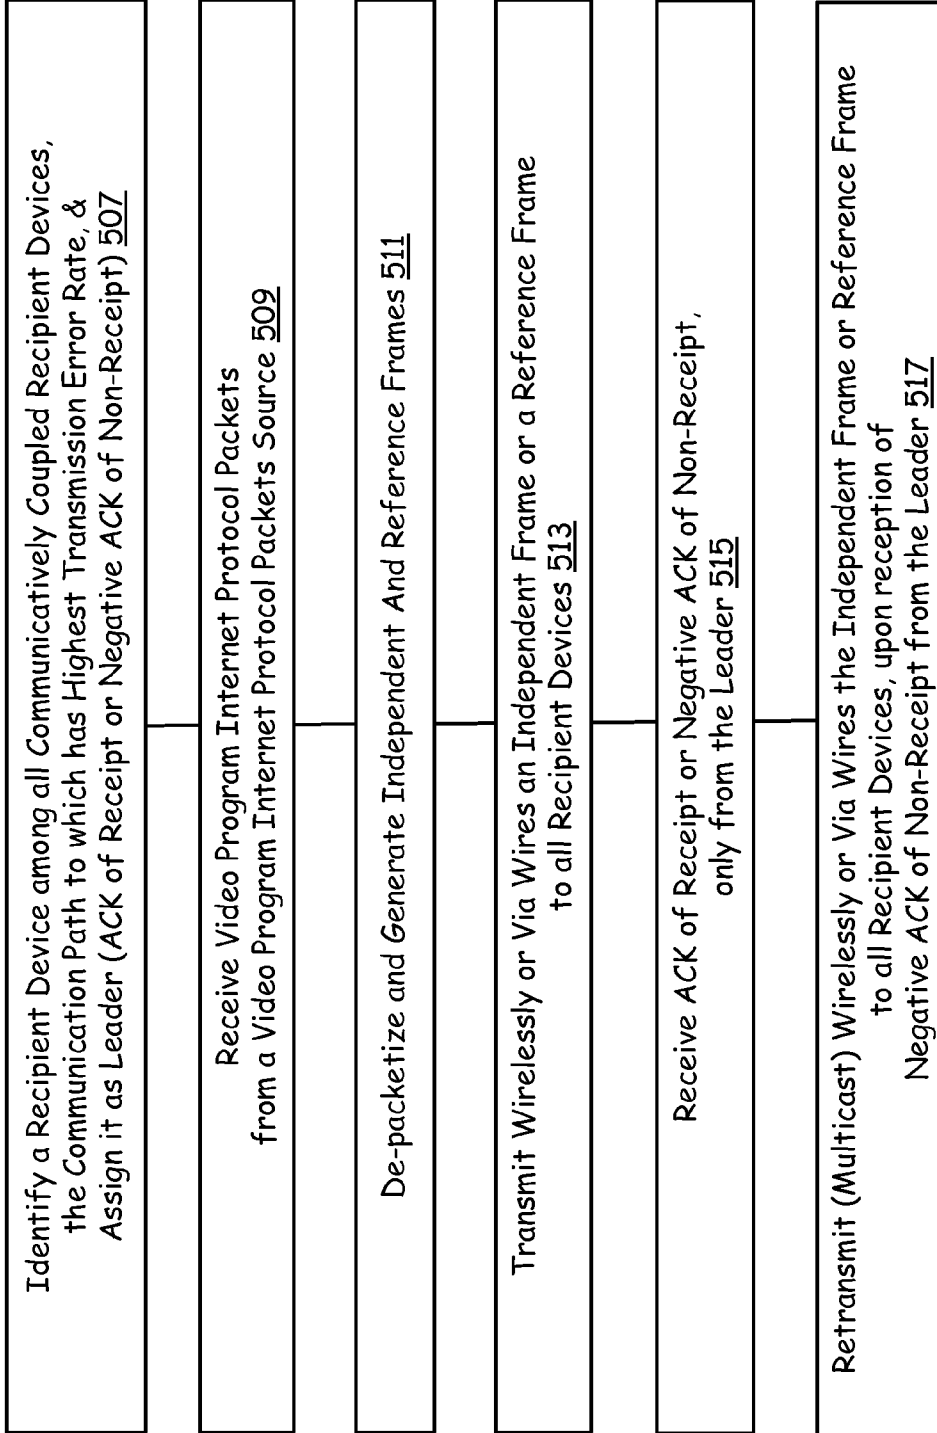 Identify a Recipient Device among all Communicatively Coupled Recipient Devices,
the Communication Path to which has Highest Transmission Error Rate, &
Assign it as Leader (ACK of Receipt or Negative ACK of Non-Receipt) 507
Receive Video Program Internet Protocol Packets
from a Video Program Internet Protocol Packets Source 509
De-packetize and Generate Independent And Reference Frames 511
Transmit Wirelessly or Via Wires an Independent Frame or a Reference Frame
to all Recipient Devices 513
Receive ACK of Receipt or Negative ACK of Non-Receipt,
only from the Leader 515
Retransmit (Multicast) Wirelessly or Via Wires the Independent Frame or Reference Frame
to all Recipient Devices, upon reception of
Negative ACK of Non-Receipt from the Leader 517